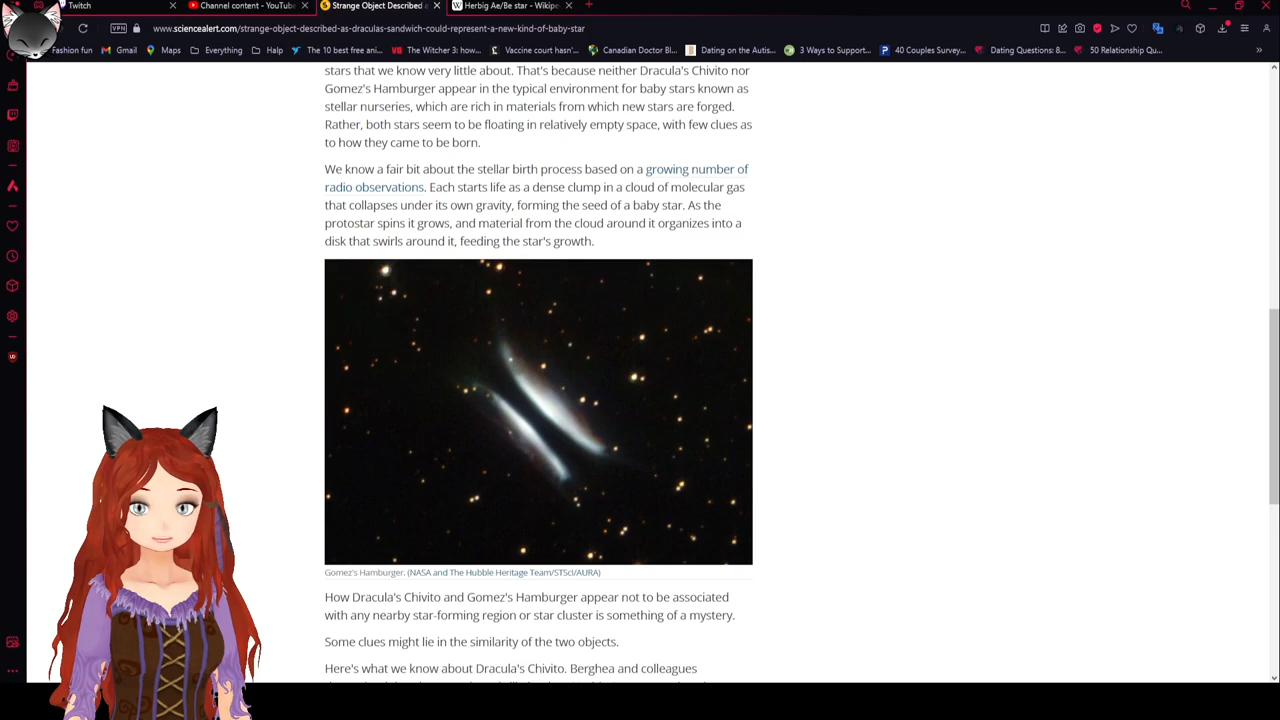 Twitch
Channel content - YouTube
Strange Object Described
Herbig Ae/Be star - Wikipe
VPN
www.sciencealert.com/strange-object-described-as-draculas-sandwich-could-represent-a-new-kind-of-baby-star
Fashion fun
Gmail
Maps
Everything
Halp
The 10 best free ani...
The Witcher 3: how...
Vaccine court hasn'...
Canadian Doctor Bl...
Dating on the Autis...
3 Ways to Support...
40 Couples Survey...
Dating Questions: 8...
50 Relationship Qu...
stars that we know very little about. That's because neither Dracula's Chivito nor
Gomez's Hamburger appear in the typical environment for baby stars known as
stellar nurseries, which are rich in materials from which new stars are forged.
Rather, both stars seem to be floating in relatively empty space, with few clues as
to how they came to be born.
We know a fair bit about the stellar birth process based on a growing number of
radio observations. Each starts life as a dense clump in a cloud of molecular gas
that collapses under its own gravity, forming the seed of a baby star. As the
protostar spins it grows, and material from the cloud around it organizes into a
disk that swirls around it, feeding the star's growth.
Gomez's Hamburger. (NASA and The Hubble Heritage Team/STScI/AURA)
How Dracula's Chivito and Gomez's Hamburger appear not to be associated
with any nearby star-forming region or star cluster is something of a mystery.
Some clues might lie in the similarity of the two objects.
Here's what we know about Dracula's Chivito. Berghea and colleagues